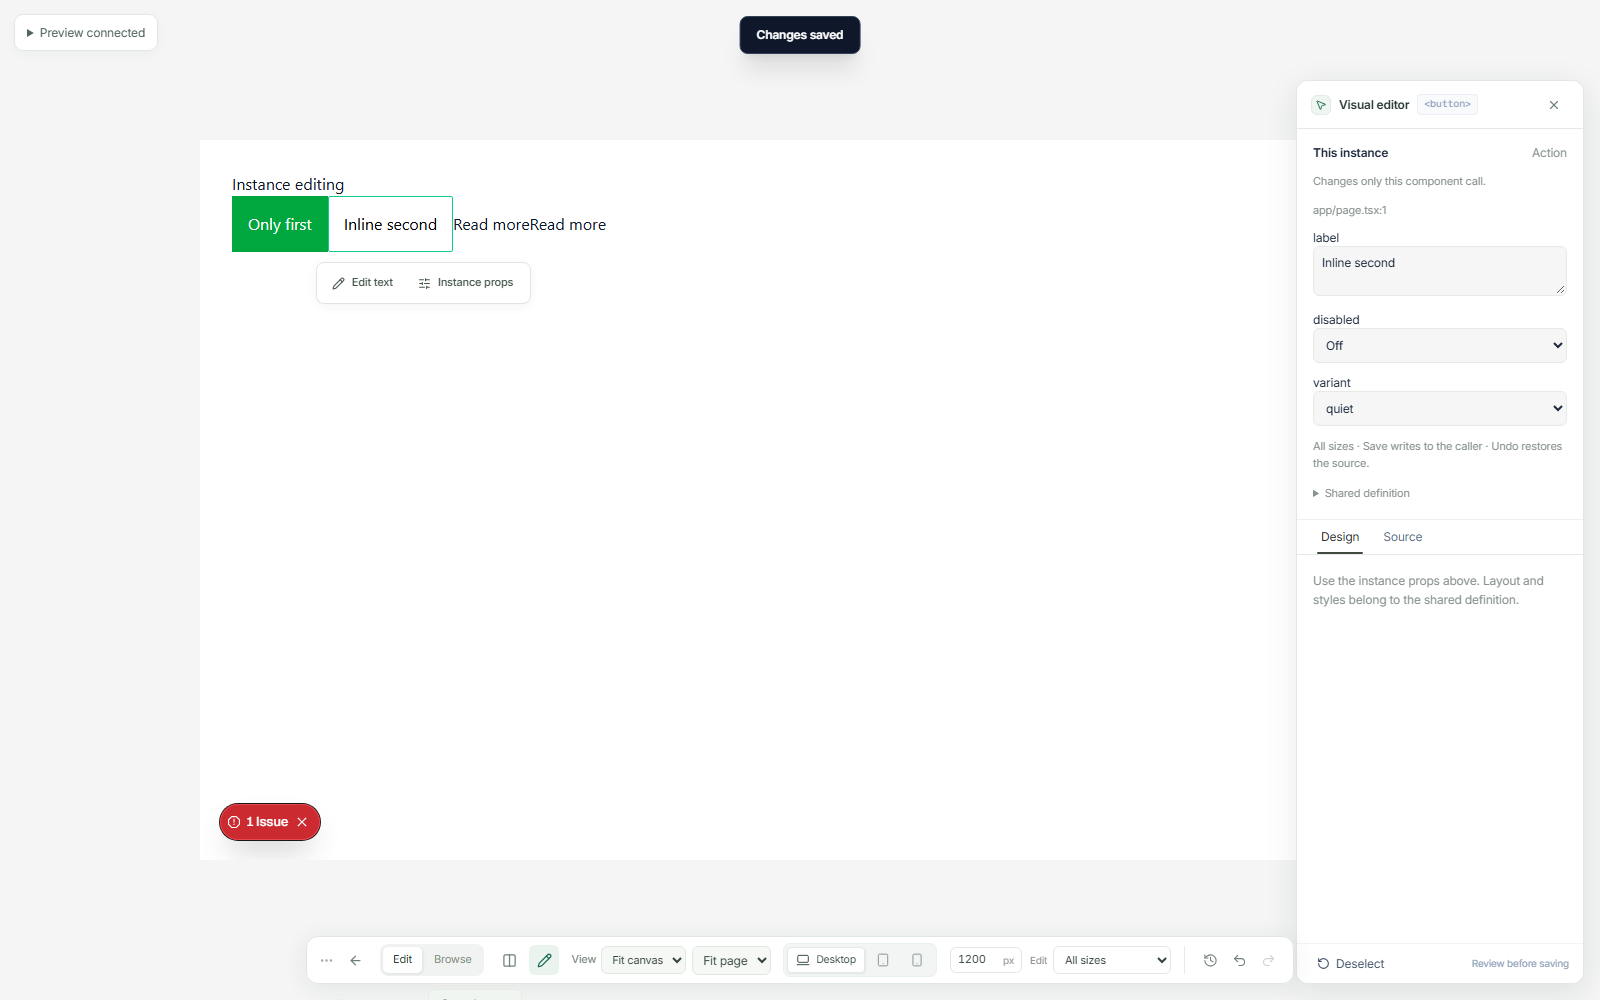 Preview connected
Changes saved
Visual editor <button>
This instance Action
Changes only this component call.
app/page.tsx:1
label
Inline second
disabled
Off
variant
quiet
All sizes · Save writes to the caller · Undo restores
the source.
Shared definition
Design Source
Use the instance props above. Layout and
styles belong to the shared definition.
Deselect Review before saving
Instance editing
Only first Inline second Read moreRead more
Edit text Instance props
1 Issue
Edit Browse View Fit canvas Fit page Desktop 1200 px Edit All sizes